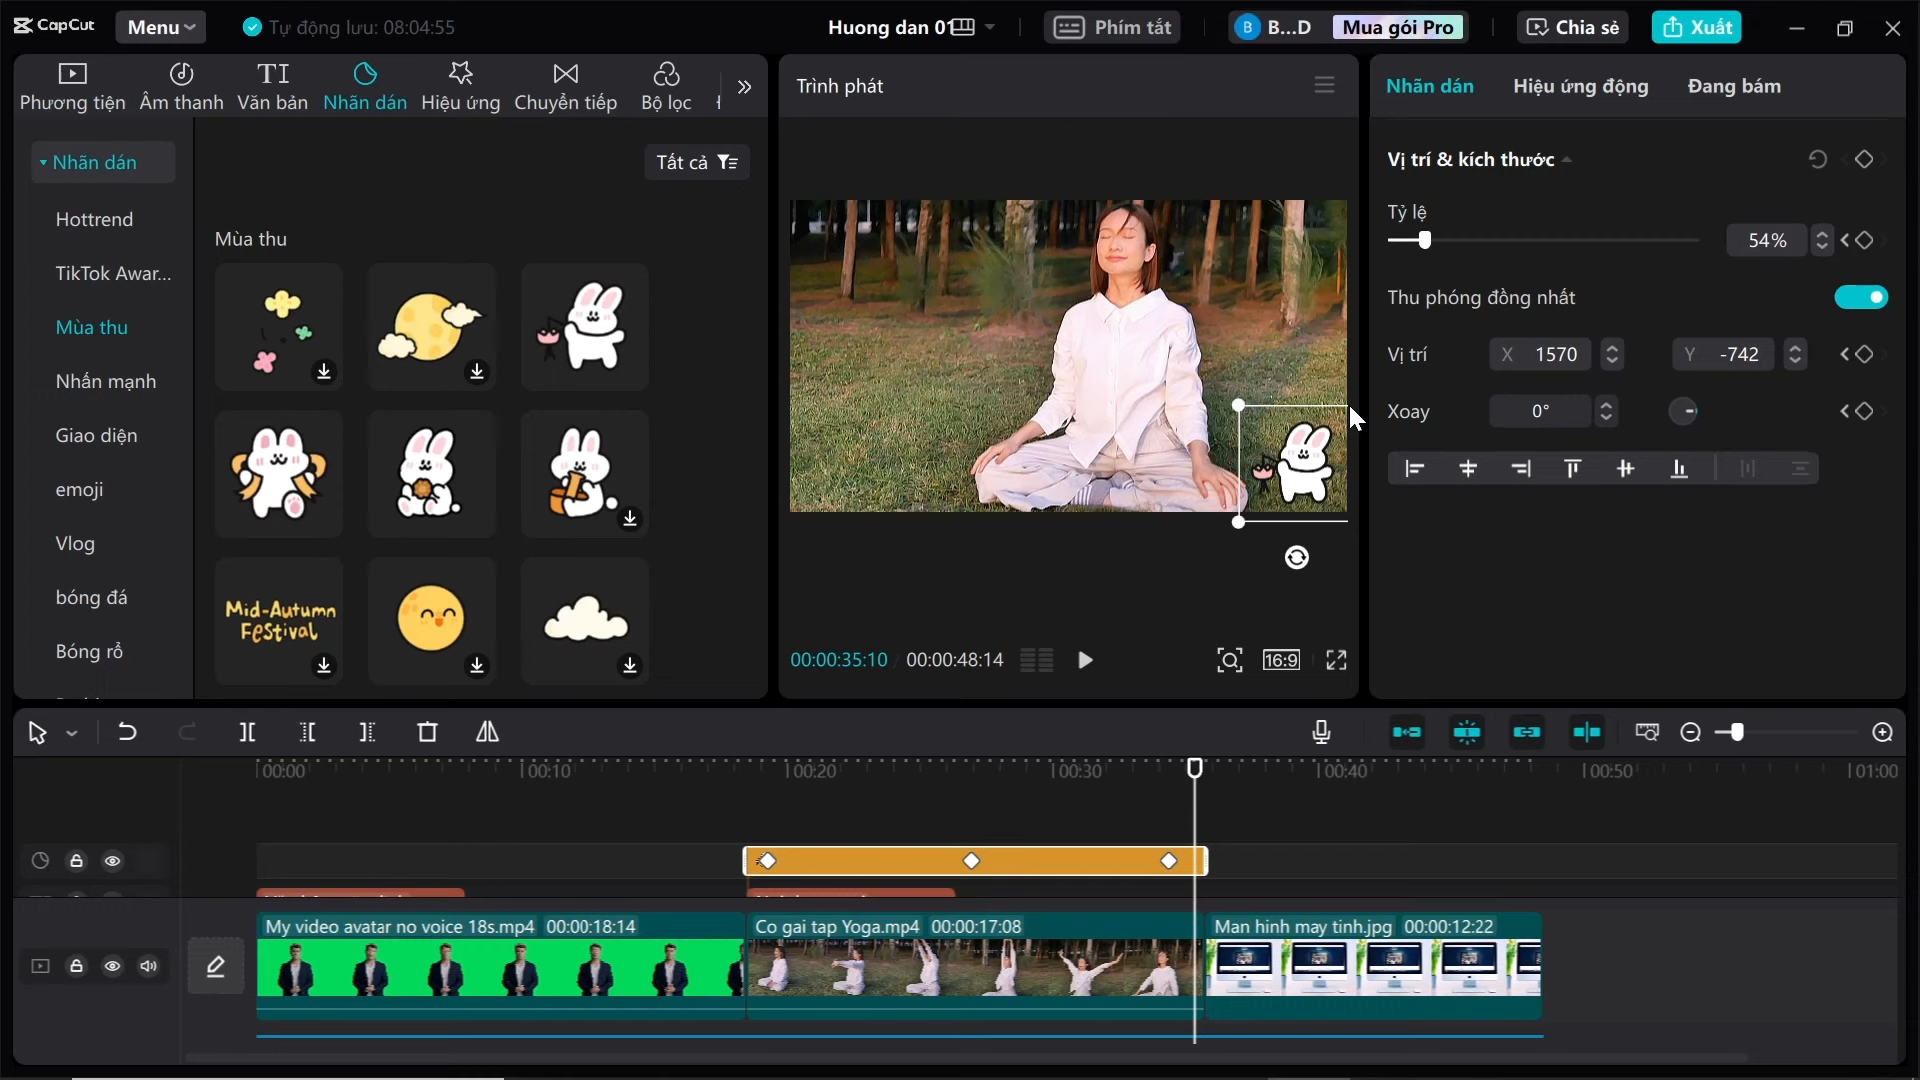 CapCut
Menu
Tự động lưu: 08:04:55
Huong dan 01
Phím tắt
B
B...D
Mua gói Pro
Chia sẻ
Xuất
Phương tiện
Âm thanh
Văn bản
Nhãn dán
Hiệu ứng
Chuyển tiếp
Bộ lọc
Nhãn dán
Hottrend
TikTok Awar...
Mùa thu
Nhấn mạnh
Giao diện
emoji
Vlog
bóng đá
Bóng rổ
Tất cả
Mùa thu
Mid-Autumn
Festival
Trình phát
00:00:35:10
00:00:48:14
16:9
Nhãn dán
Hiệu ứng động
Đang bám
Vị trí & kích thước
Tỷ lệ
54%
Thu phóng đồng nhất
Vị trí
X 1570
Y -742
Xoay
0°
00:00
00:10
00:20
00:30
00:40
00:50
01:00
My video avatar no voice 18s.mp4 00:00:18:14
Co gai tap Yoga.mp4 00:00:17:08
Man hinh may tinh.jpg 00:00:12:22